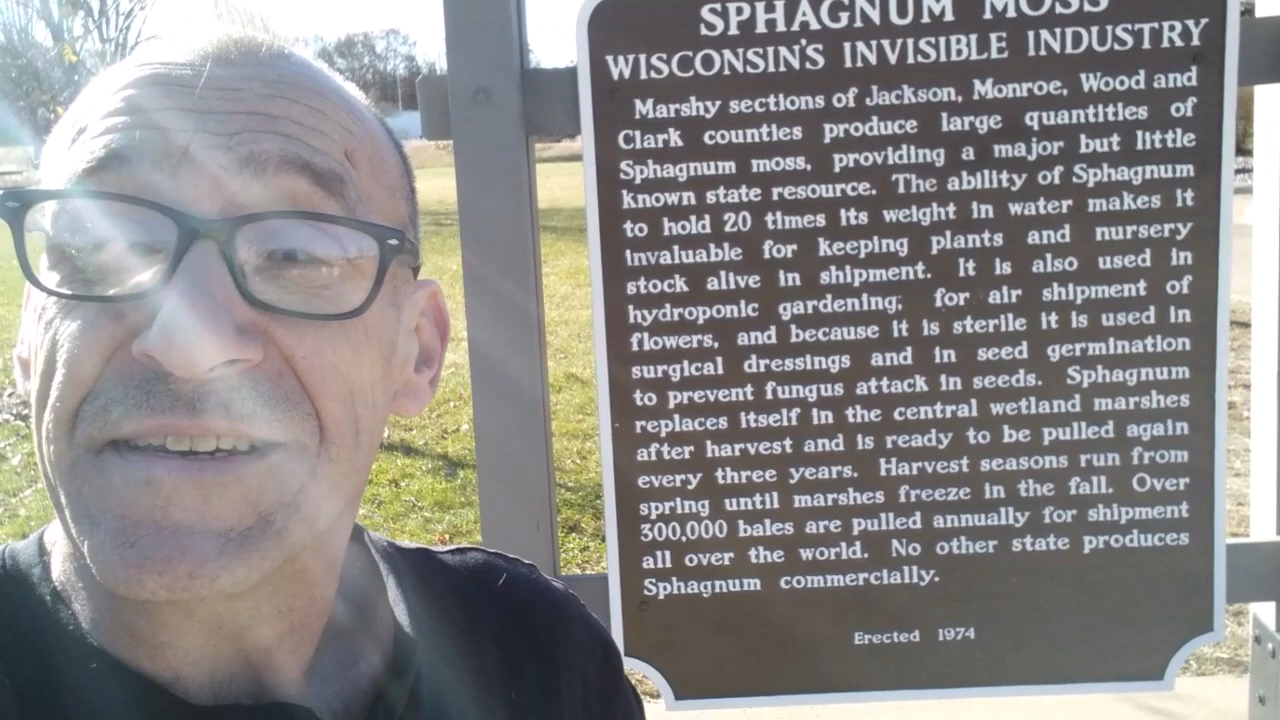 SPHAGNUM MOSS
WISCONSIN'S INVISIBLE INDUSTRY
Marshy sections of Jackson, Monroe, Wood and
Clark counties produce large quantities of
Sphagnum moss, providing a major but little
known state resource. The ability of Sphagnum
to hold 20 times its weight in water makes it
invaluable for keeping plants and nursery
stock alive in shipment. It is also used in
hydroponic gardening; for air shipment of
flowers, and because it is sterile it is used in
surgical dressings and in seed germination
to prevent fungus attack in seeds. Sphagnum
replaces itself in the central wetland marshes
after harvest and is ready to be pulled again
every three years. Harvest seasons run from
spring until marshes freeze in the fall. Over
300,000 bales are pulled annually for shipment
all over the world. No other state produces
Sphagnum commercially.
Erected 1974